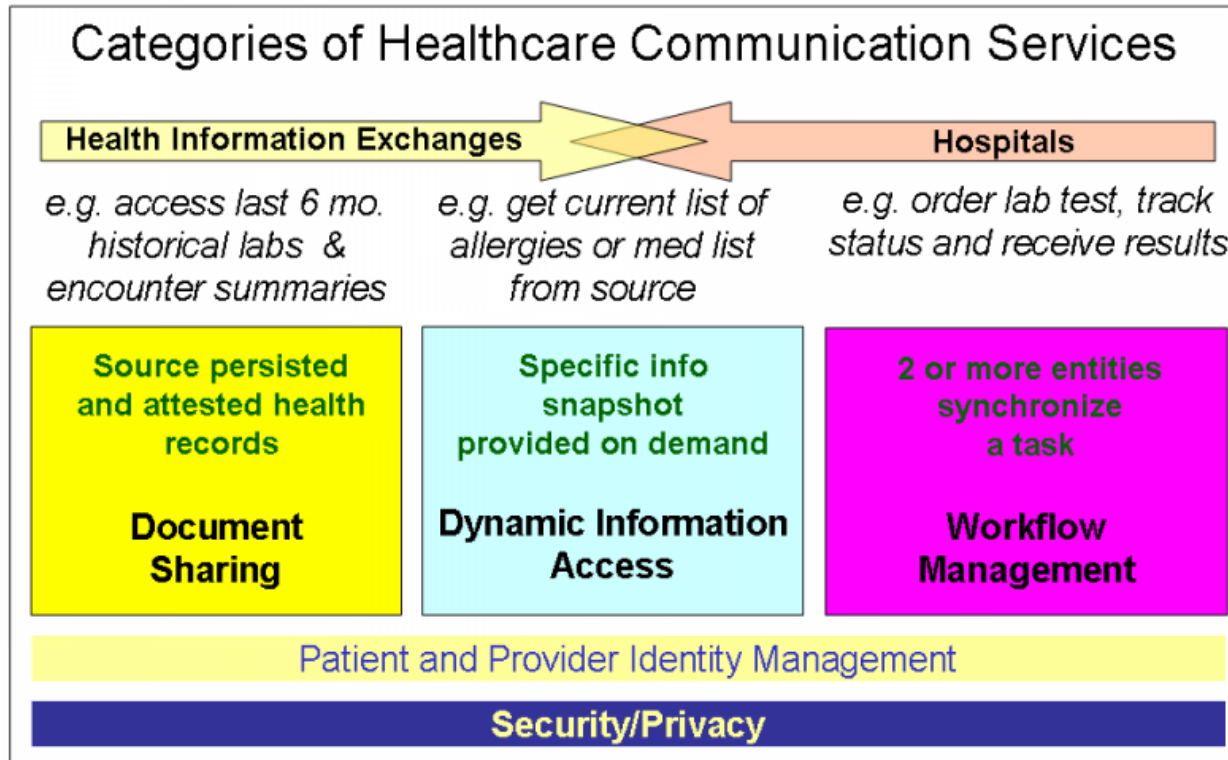 Categories of Healthcare Communication Services
Health Information Exchanges
Hospitals
e.g. access last 6 mo.
historical labs &
encounter summaries
e.g. get current list of
allergies or med list
from source
e.g. order lab test, track
status and receive results
Source persisted
and attested health
records
Document
Sharing
Specific info
snapshot
provided on demand
Dynamic Information
Access
2 or more entities
synchronize
a task
Workflow
Management
Patient and Provider Identity Management
Security/Privacy